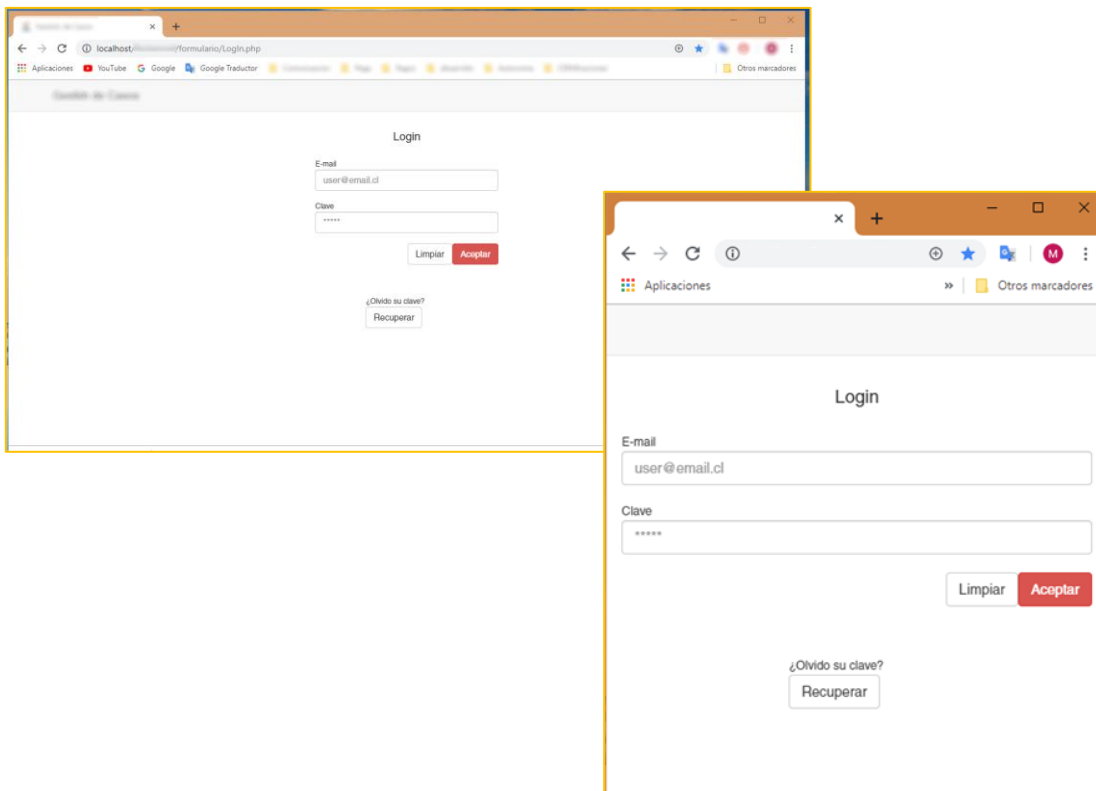 localhost/ /formulario/LogIn.php
Aplicaciones YouTube Google Google Traductor Otros marcadores
Login
E-mail
user@email.cl
Clave
*****
Limpiar Aceptar
¿Olvido su clave?
Recuperar
M
Aplicaciones » Otros marcadores
Login
E-mail
user@email.cl
Clave
*****
Limpiar Aceptar
¿Olvido su clave?
Recuperar